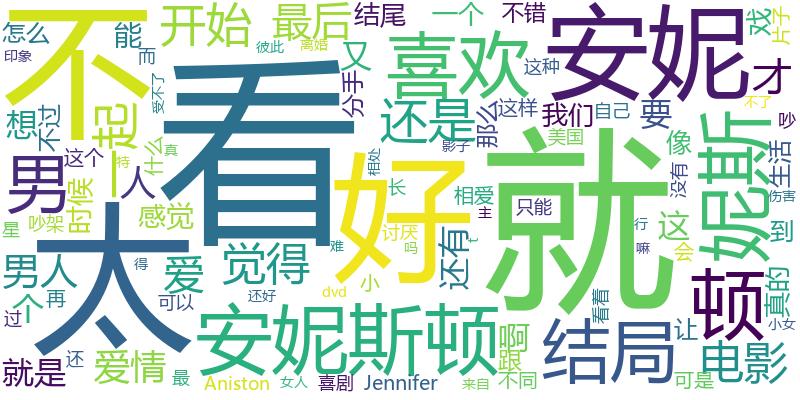 怎么
印象
能
而
开始
彼此
最后
离婚
结尾
受不了
一个
又
不错
这种
安妮
戏
片子
不
想
不过
一起
看
分手
喜欢
还是
那么
这样
我们
自己
要
才
不了
吵
男
这个
什么
特
真
时候
人
好
影子
美国
像
妮斯
生活
相处
没有
伤害
太
吵架
感觉
长
相爱
主
只能
就
这
会
到
星
男人
爱
觉得
讨厌
吗
还有
行
嘛
顿
真的
得
难
t
小
个
再
可以
还好
dvd
看着
小女
过
安妮斯顿
啊
结局
让
电影
就是
还
爱情
最
Aniston
女人
喜剧
Jennifer
跟
来自
不同
可是